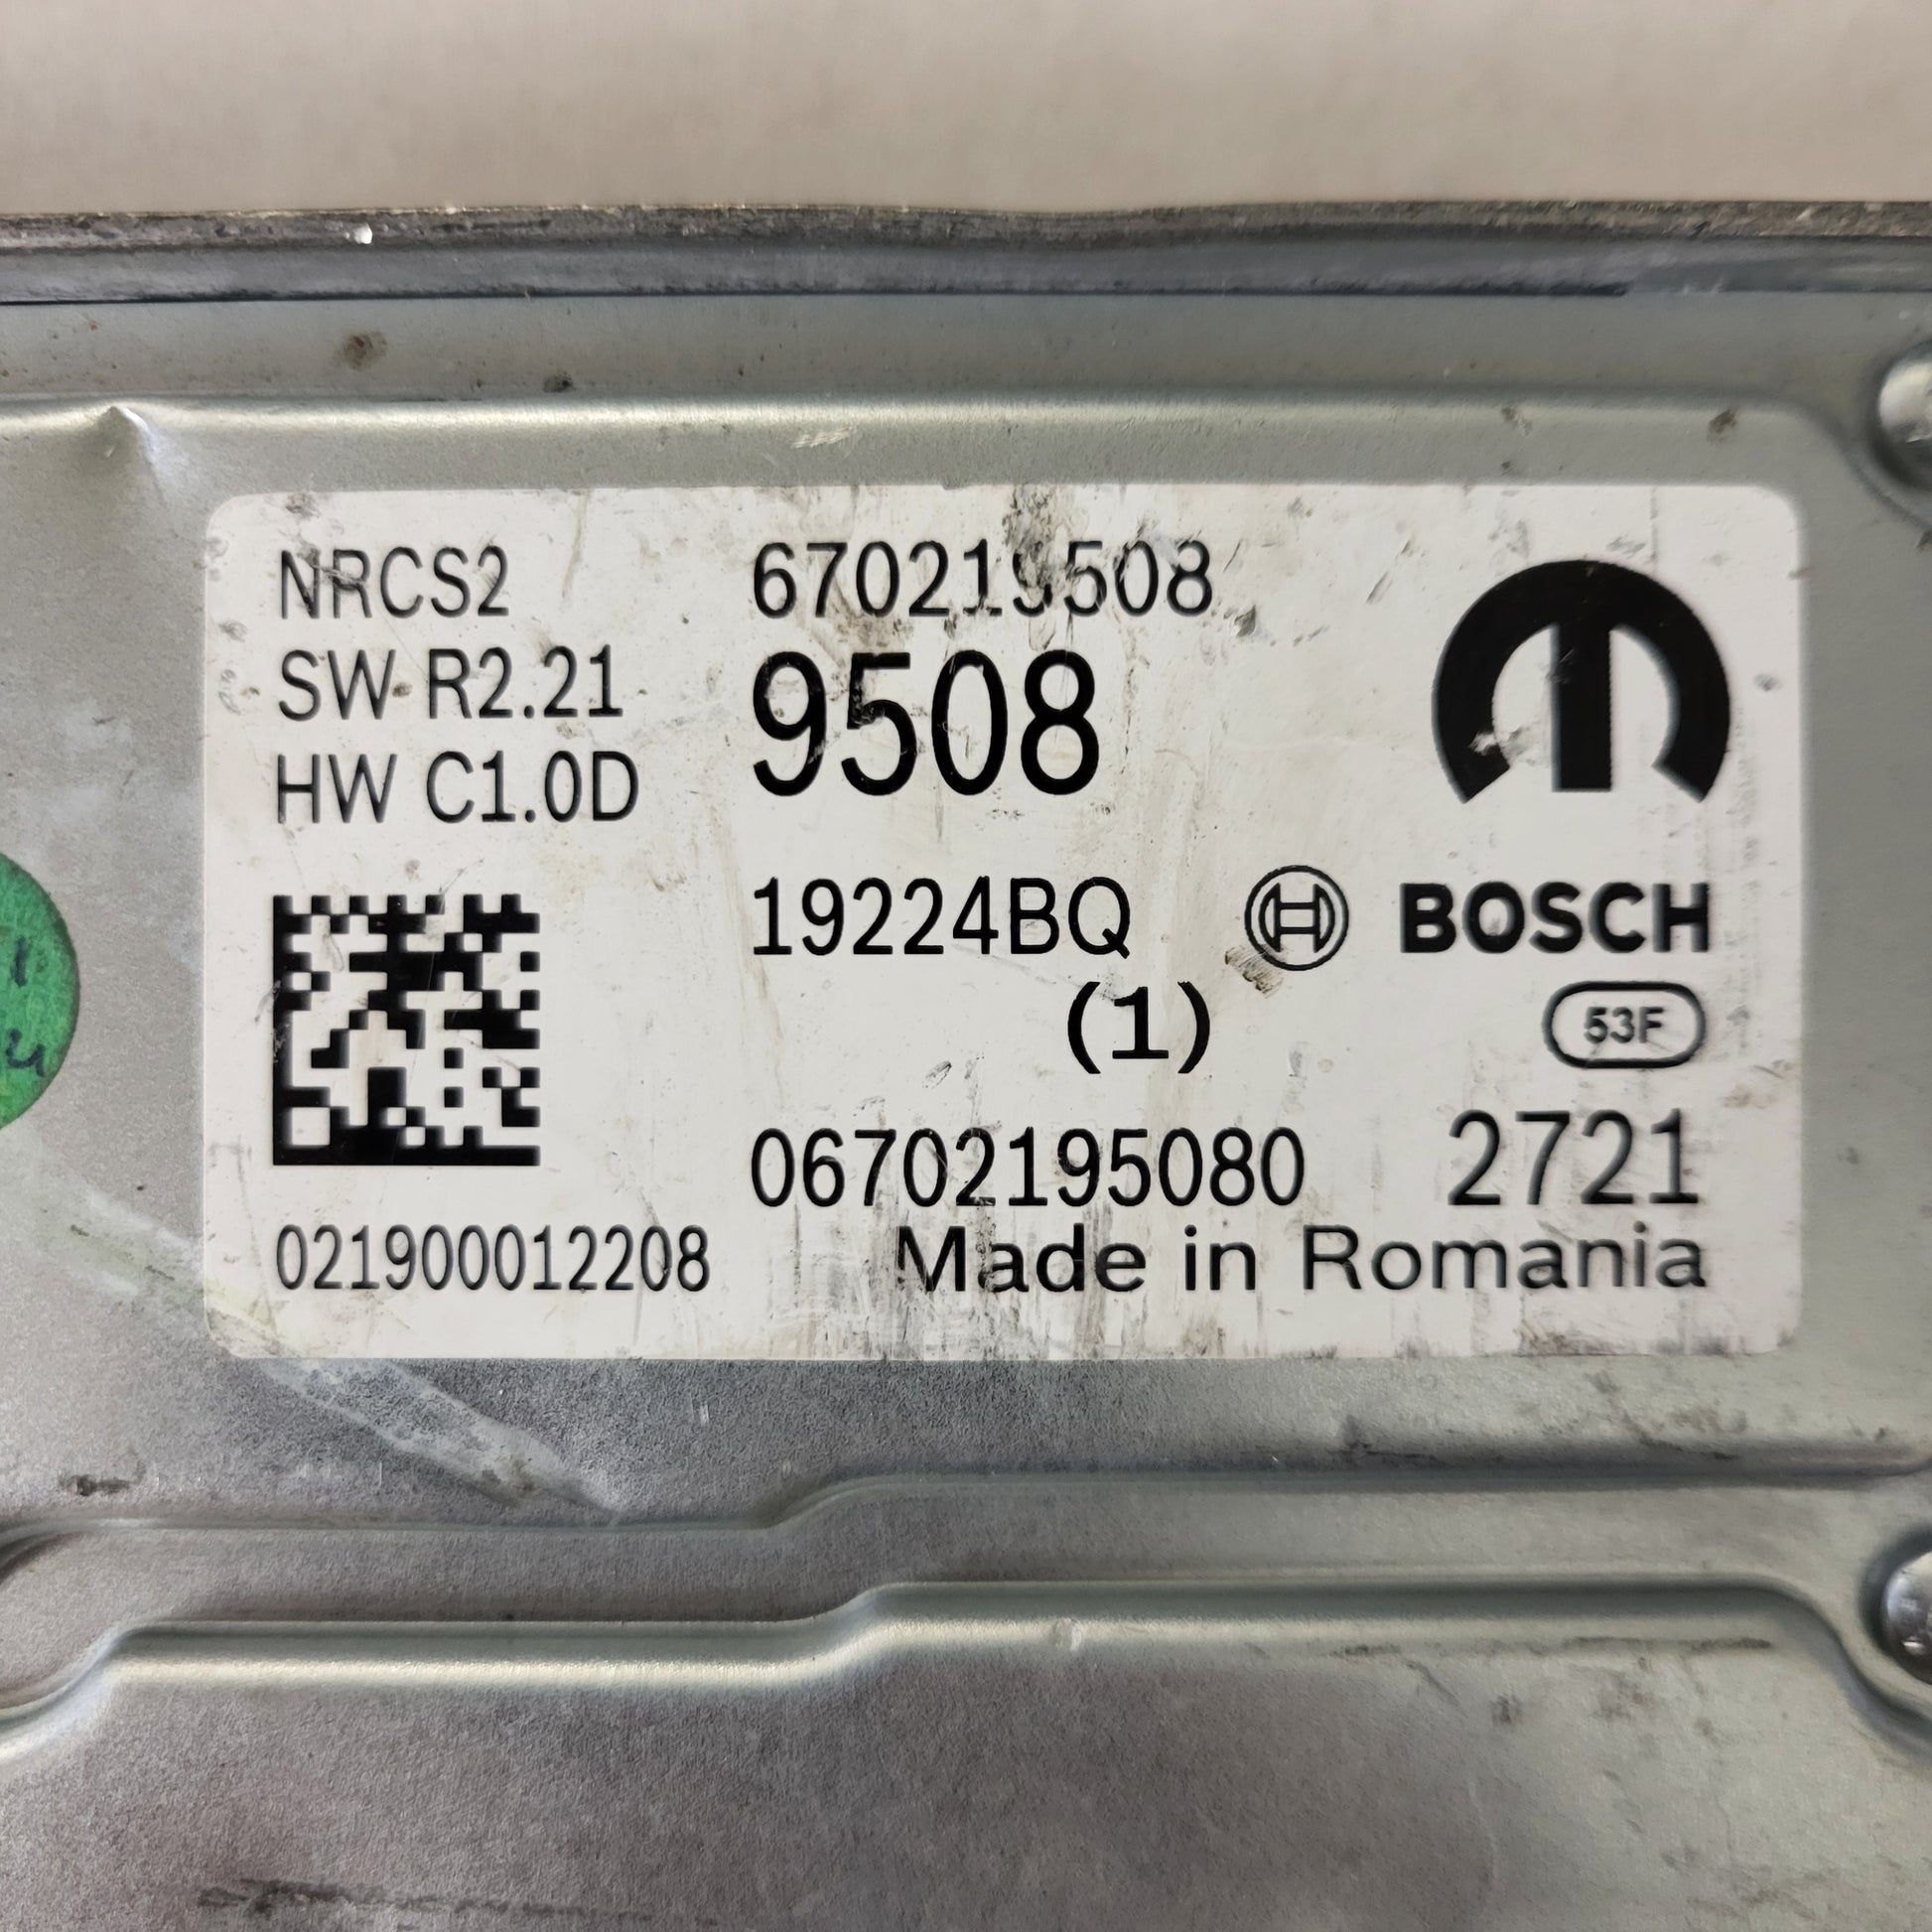 NRCS2 670219508
SW R2.21 9508
HW C1.0D
19224BQ BOSCH
(1) 53F
06702195080 2721
021900012208 Made in Romania